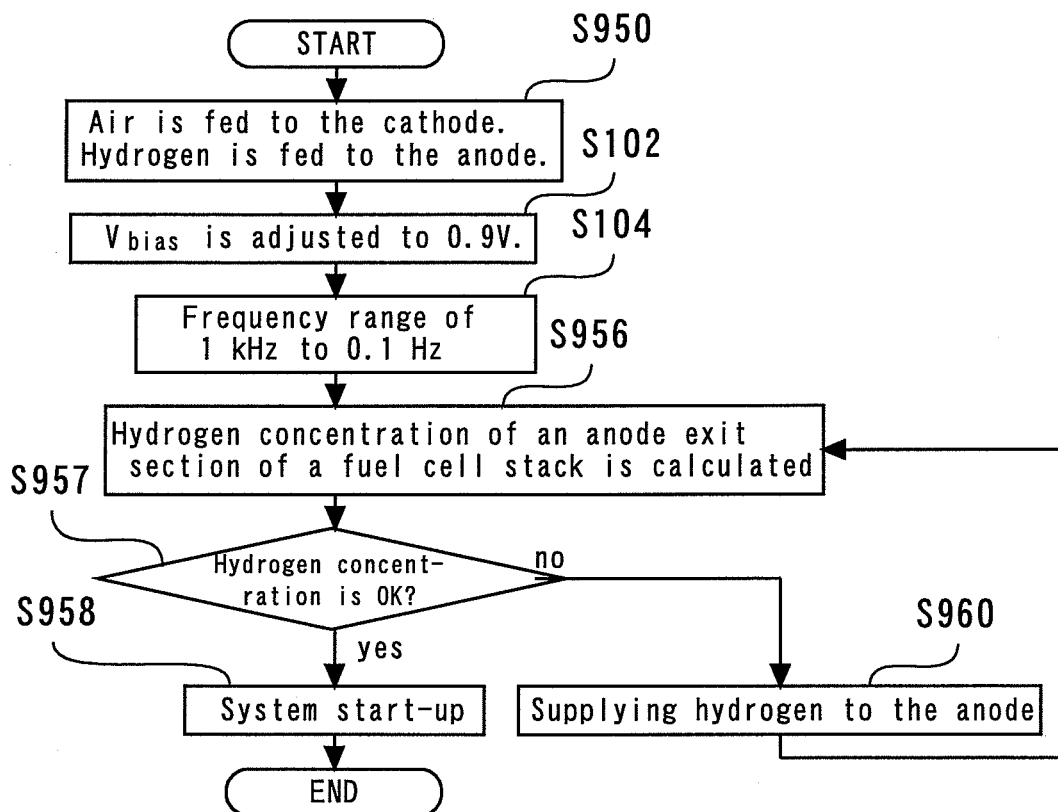 START
S950
Air is fed to the cathode.
Hydrogen is fed to the anode.
S102
Vbias is adjusted to 0.9V.
S104
Frequency range of
1 kHz to 0.1 Hz
S956
Hydrogen concentration of an anode exit
section of a fuel cell stack is calculated
S957
Hydrogen concent-
ration is OK?
no
yes
S958
System start-up
S960
Supplying hydrogen to the anode
END